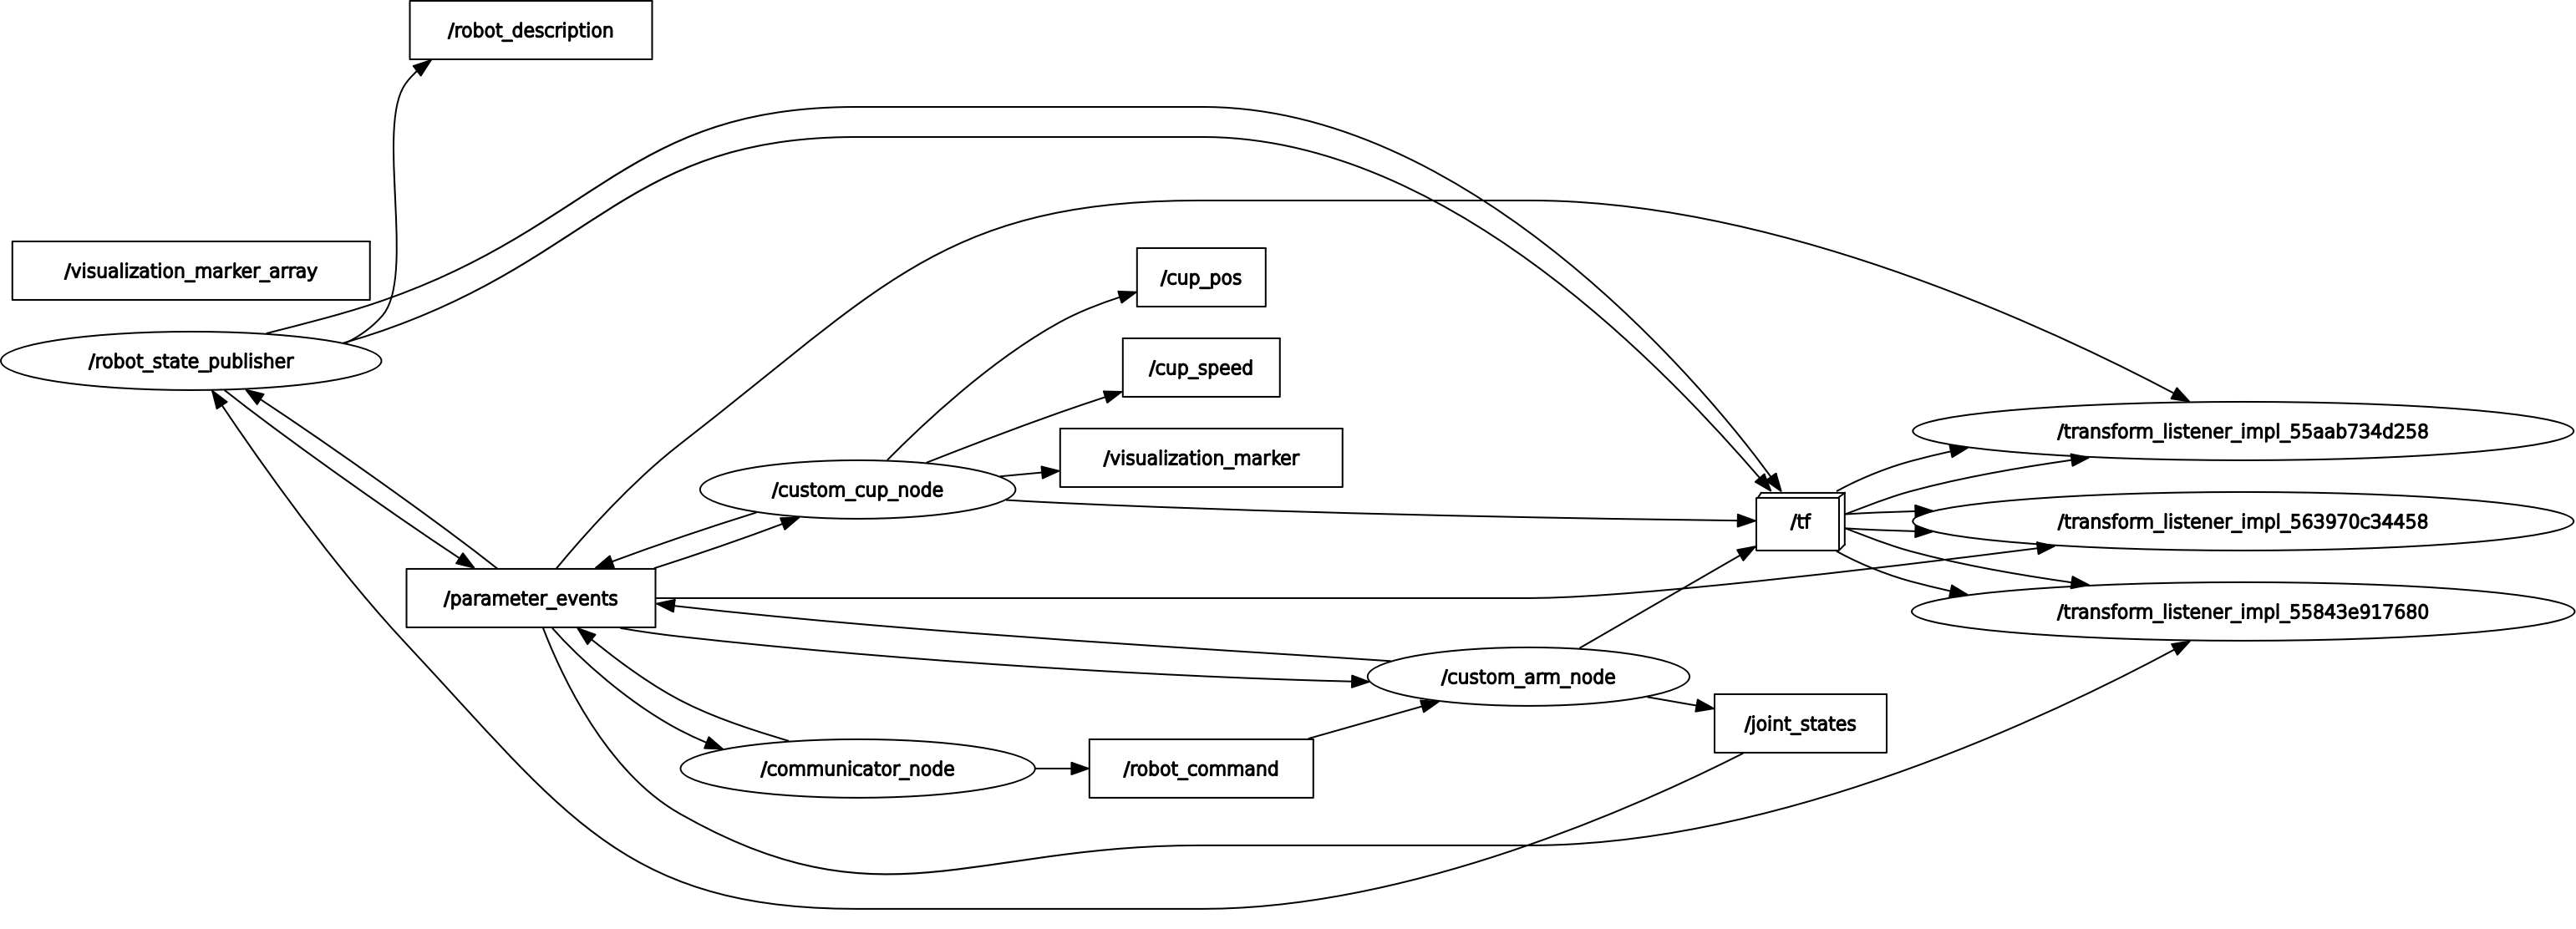 /robot_description
/visualization_marker_array
/cup_pos
/robot_state_publisher
/cup_speed
/transform_listener_impl_55aab734d258
/visualization_marker
/custom_cup_node
/tf
/transform_listener_impl_563970c34458
/parameter_events
/transform_listener_impl_55843e917680
/custom_arm_node
/joint_states
/communicator_node
/robot_command